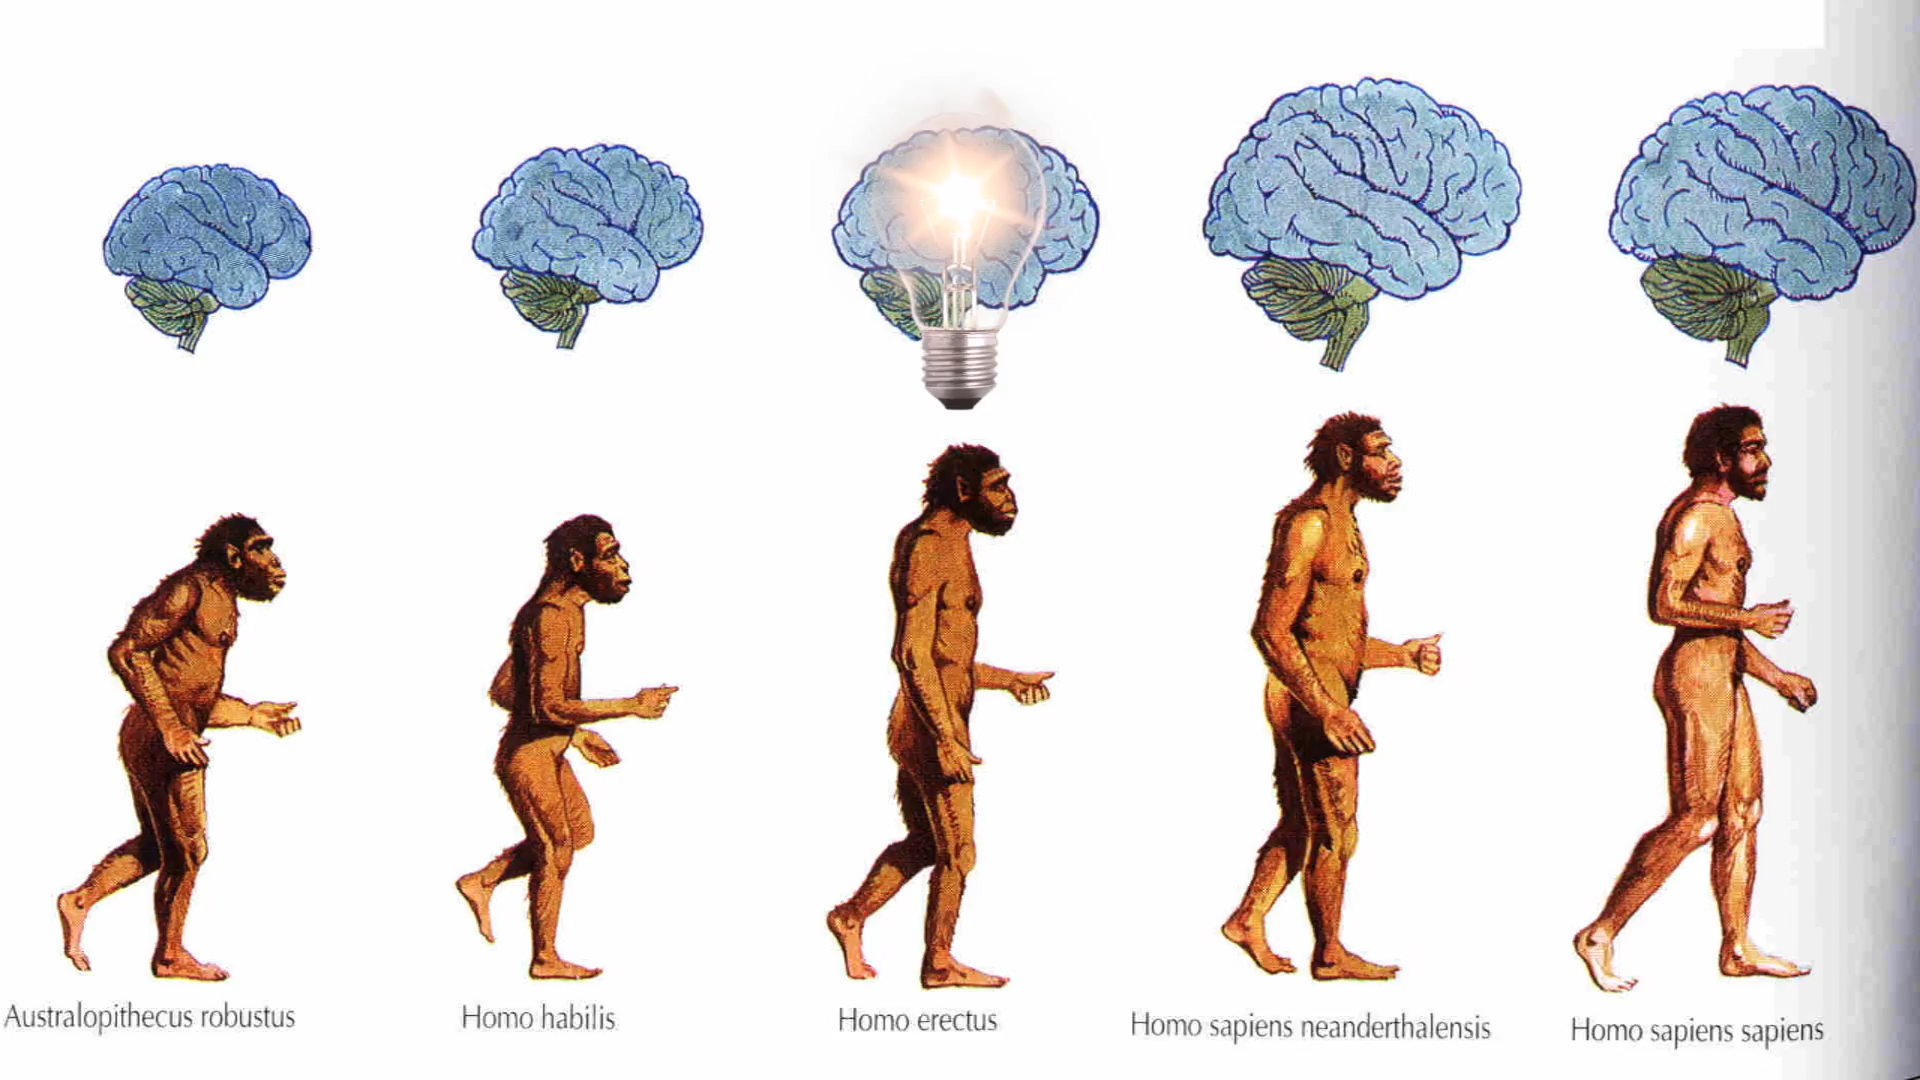 Australopithecus robustus
Homo habilis
Homo erectus
Homo sapiens neanderthalensis
Homo sapiens sapiens